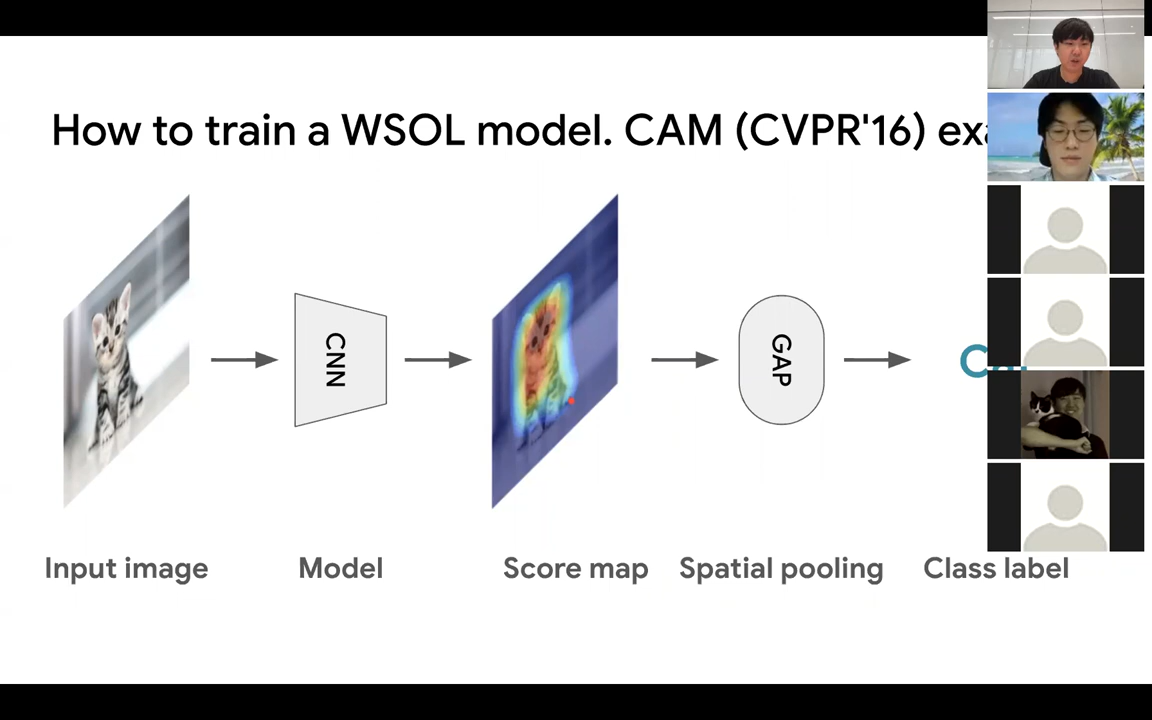 How to train a WSOL model. CAM (CVPR'16)
CNN
GAP
Input image
Model
Score map
Spatial pooling
Class label